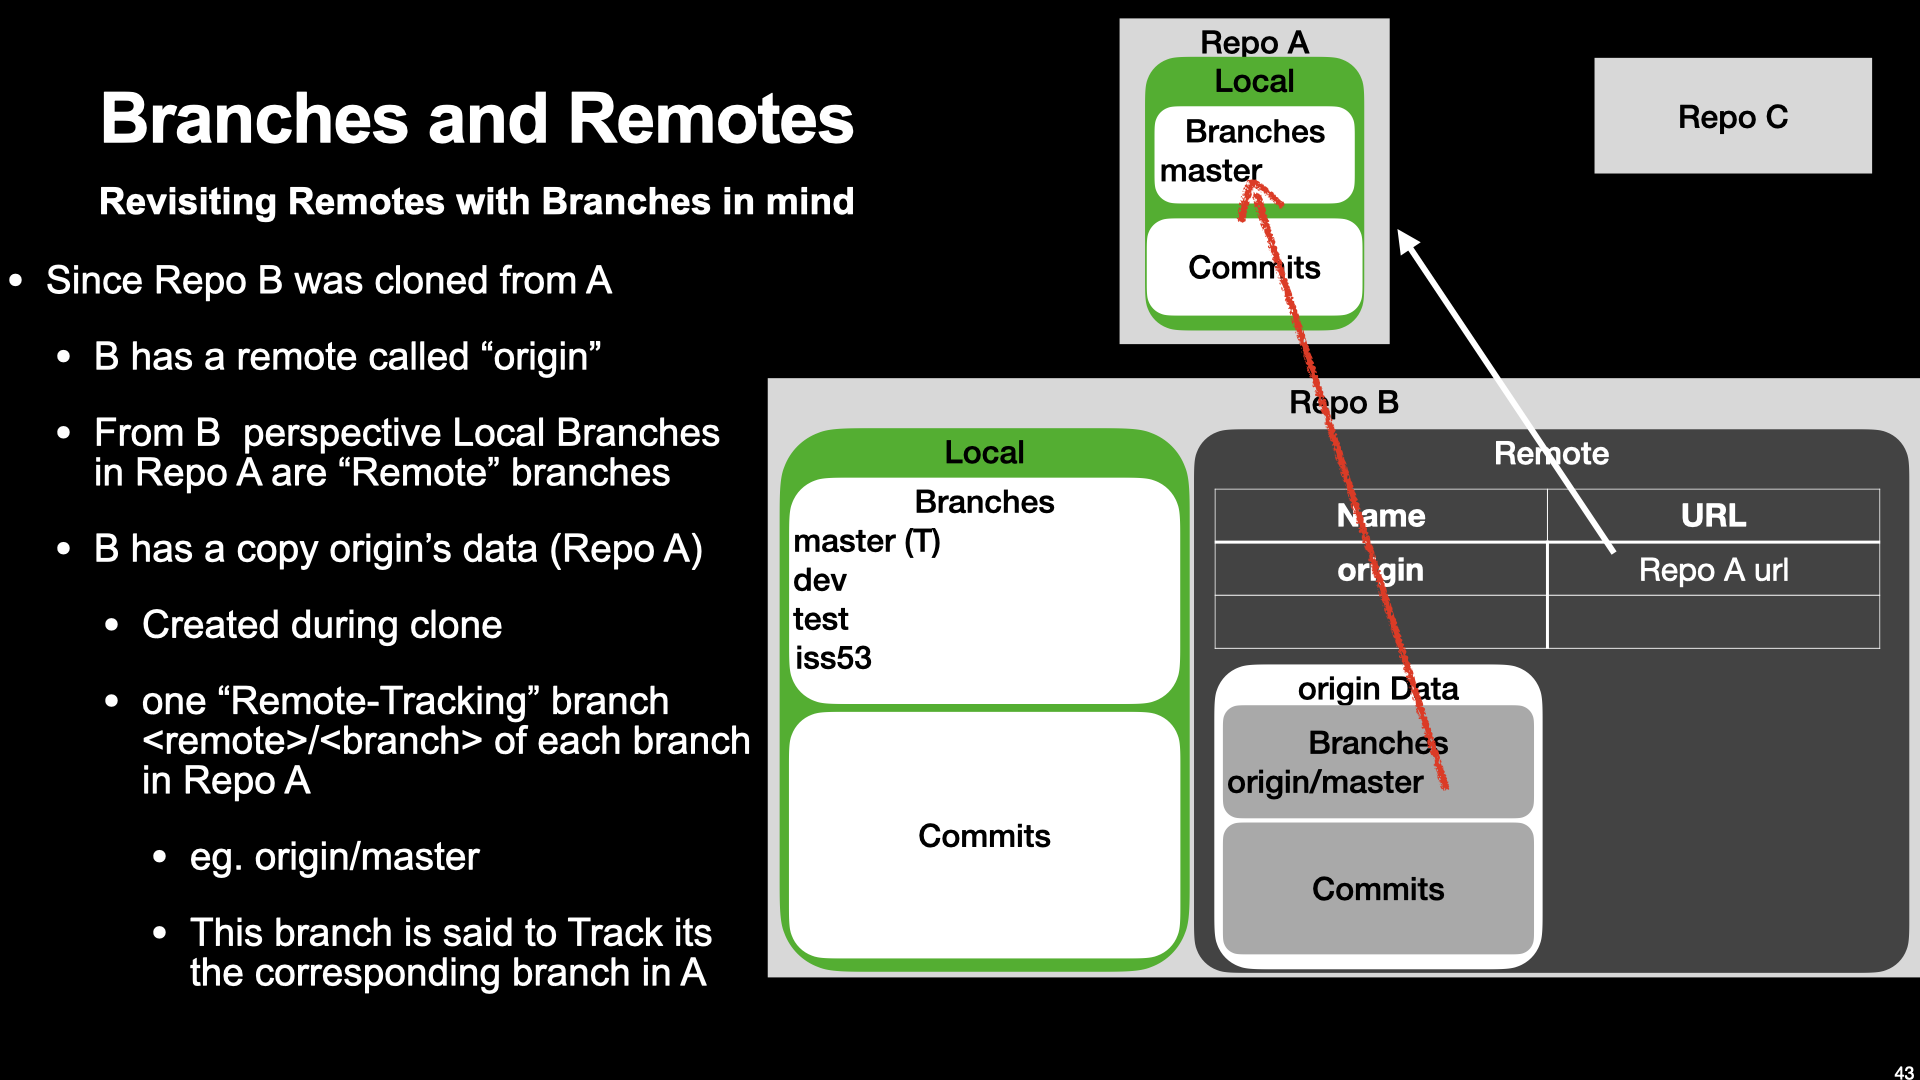 Branches and Remotes
Revisiting Remotes with Branches in mind
• Since Repo B was cloned from A
• B has a remote called “origin”
• From B  perspective Local Branches
in Repo A are “Remote” branches
• B has a copy origin’s data (Repo A)
• Created during clone
• one “Remote-Tracking” branch
<remote>/<branch> of each branch
in Repo A
• eg. origin/master
• This branch is said to Track its
the corresponding branch in A
Repo A
Local
Branches
master
Commits
Repo C
Repo B
Local
Branches
master (T)
dev
test
iss53
Commits
Remote
Name URL
origin Repo A url
origin Data
Branches
origin/master
Commits
43